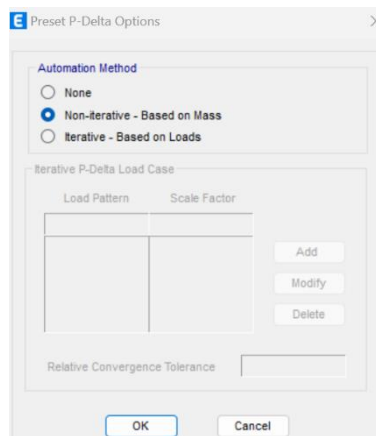 E Preset P-Delta Options
Automation Method
None
Non-iterative - Based on Mass
Iterative - Based on Loads
Iterative P-Delta Load Case
Load Pattern Scale Factor
Add
Modify
Delete
Relative Convergence Tolerance
OK Cancel